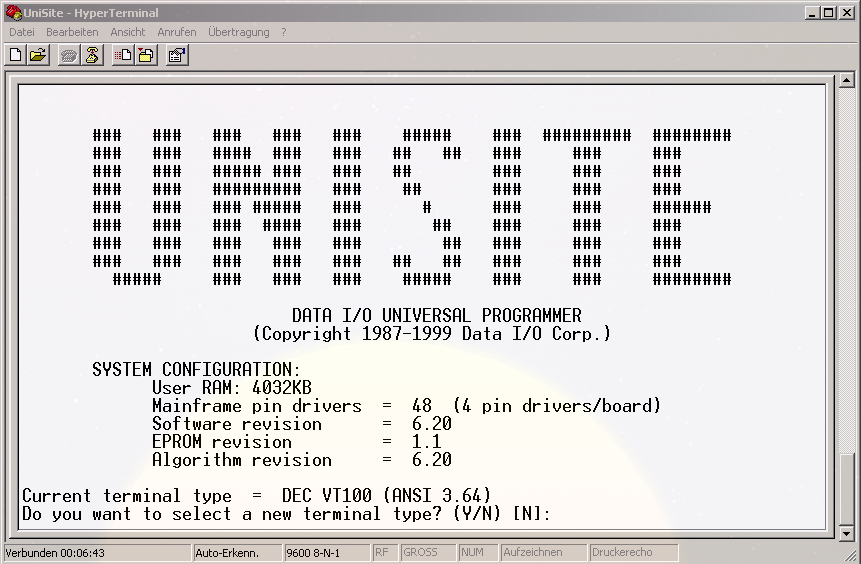 UniSite - HyperTerminal
Datei Bearbeiten Ansicht Anrufen Übertragung ?
UNISITE
DATA I/O UNIVERSAL PROGRAMMER
(Copyright 1987-1999 Data I/O Corp.)
SYSTEM CONFIGURATION:
User RAM: 4032KB
Mainframe pin drivers = 48 (4 pin drivers/board)
Software revision = 6.20
EPROM revision = 1.1
Algorithm revision = 6.20
Current terminal type = DEC VT100 (ANSI 3.64)
Do you want to select a new terminal type? (Y/N) [N]:
Verbunden 00:06:43 Auto-Erkenn. 9600 8-N-1 RF GROSS NUM Aufzeichnen Druckerecho